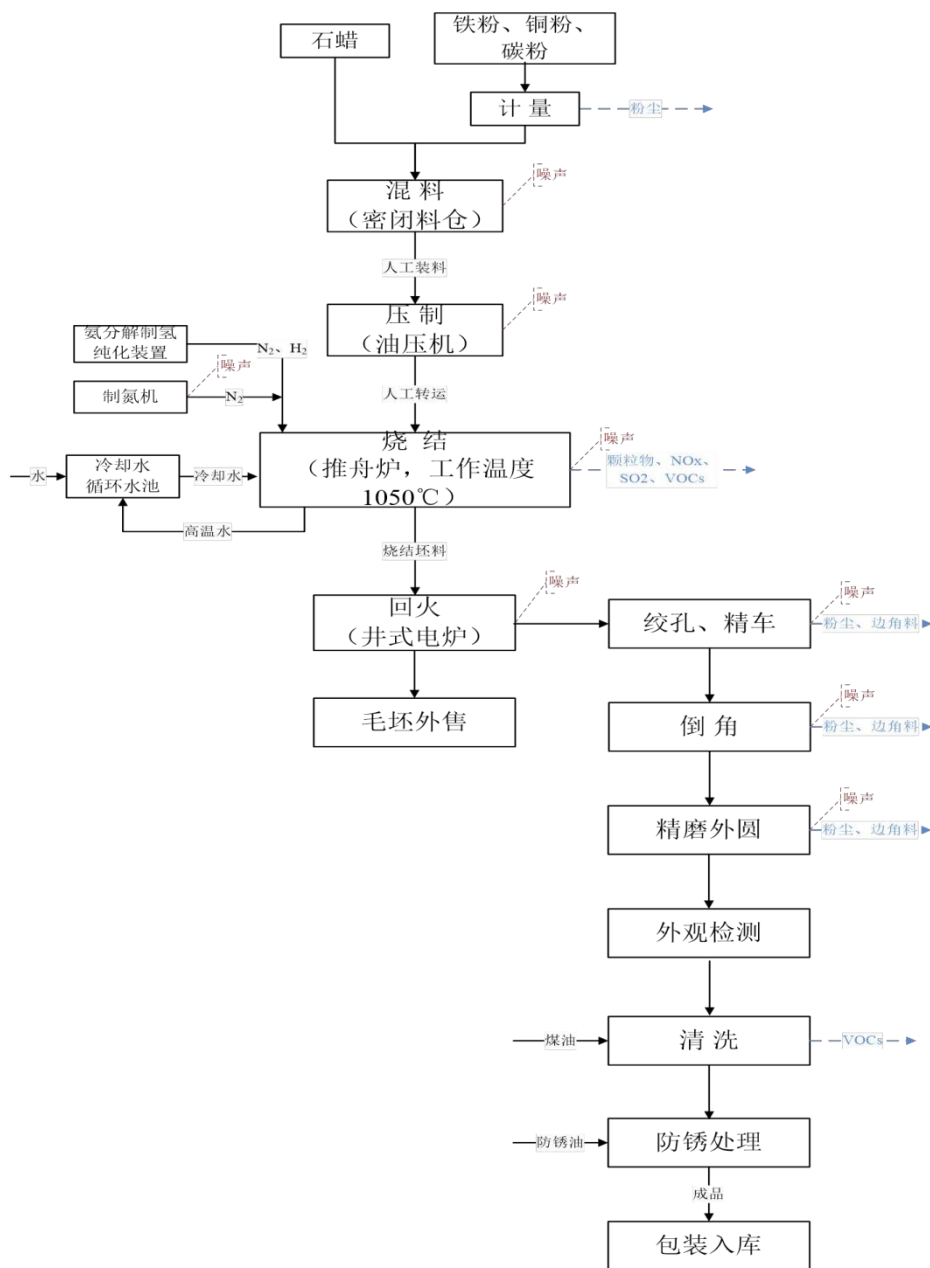 石蜡
铁粉、铜粉、
碳粉
计 量
粉尘
混 料
（密闭料仓）
噪声
人工装料
压 制
（油压机）
噪声
氨分解制氢
纯化装置
N₂、H₂
噪声
制氮机
N₂
人工转运
烧 结
（推舟炉，工作温度
1050℃）
噪声
颗粒物、NOx、
SO2、VOCs
水
冷却水
循环水池
冷却水
高温水
烧结坯料
回火
（井式电炉）
噪声
绞孔、精车
噪声
粉尘、边角料
毛坯外售
倒 角
噪声
粉尘、边角料
精磨外圆
噪声
粉尘、边角料
外观检测
煤油
清 洗
VOCs
防锈油
防锈处理
成品
包装入库